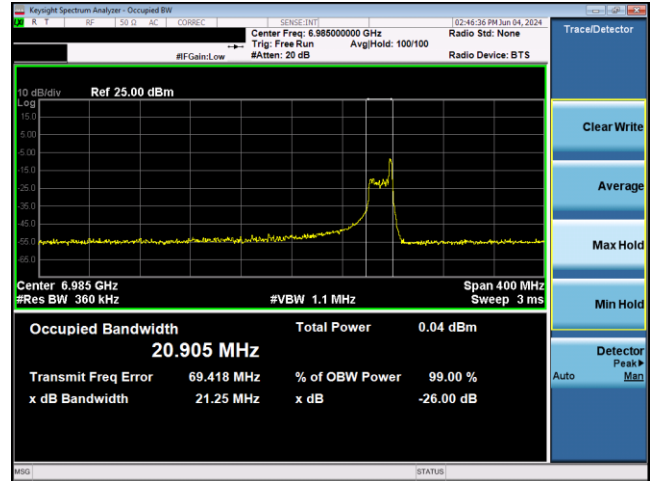 Keysight Spectrum Analyzer - Occupied BW
R T RF 50 Ω AC CORREC SENSE:INT 02:46:36 PM Jun 04, 2024
Center Freq: 6.985000000 GHz Radio Std: None
Trig: Free Run Avg|Hold: 100/100
#IFGain:Low #Atten: 20 dB Radio Device: BTS
Trace/Detector
10 dB/div Ref 25.00 dBm
Log
15.0
5.00
-5.00
-15.0
-25.0
-35.0
-45.0
-55.0
-65.0
Center 6.985 GHz Span 400 MHz
#Res BW 360 kHz #VBW 1.1 MHz Sweep 3 ms
Occupied Bandwidth Total Power 0.04 dBm
20.905 MHz
Transmit Freq Error 69.418 MHz % of OBW Power 99.00 %
x dB Bandwidth 21.25 MHz x dB -26.00 dB
Clear Write
Average
Max Hold
Min Hold
Detector
Peak▶
Auto Man
MSG STATUS